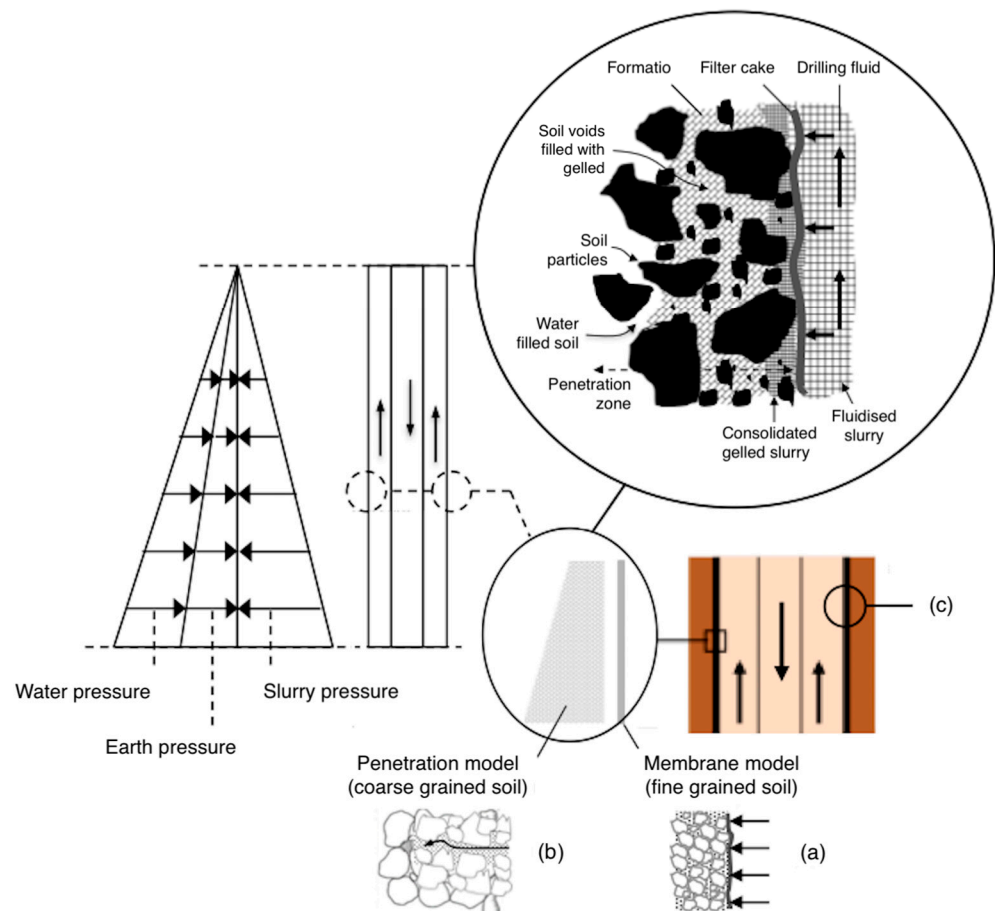 Formatio
Filter cake
Drilling fluid
Soil voids
filled with
gelled
Soil
particles
Water
filled soil
Penetration
zone
Consolidated
gelled slurry
Fluidised
slurry
Water pressure
Slurry pressure
Earth pressure
(c)
Penetration model
(coarse grained soil)
Membrane model
(fine grained soil)
(b)
(a)